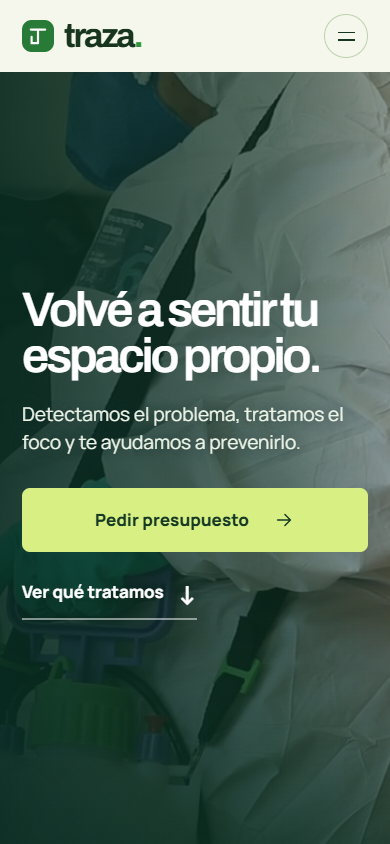 traza.
Volvé a sentir tu
espacio propio.
Detectamos el problema, tratamos el
foco y te ayudamos a prevenirlo.
Pedir presupuesto
Ver qué tratamos